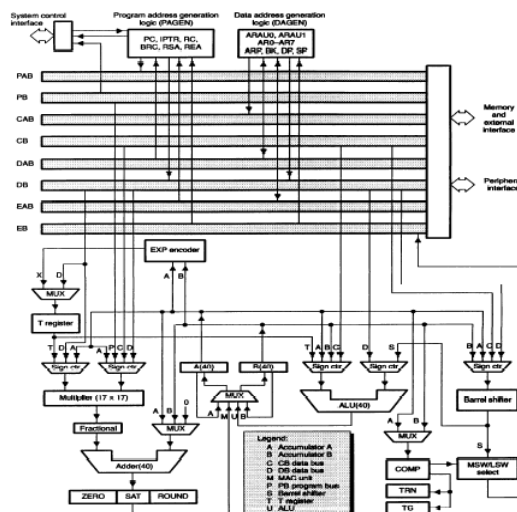 System control
interface
Program address generation
logic (PAGEN)
Data address generation
logic (DAGEN)
PC, IPTR, RC,
BRC, RSA, REA
ARAU0, ARAU1
AR0–AR7
ARP, BK, DP, SP
PAB
PB
CAB
CB
DAB
DB
EAB
EB
Memory
and
external
interface
Peripher
interface
EXP encoder
X D
A B
MUX
T register
T D A
A P C D
T A B C
D S
B A C D
Sign ctr
Sign ctr
A(40)
B(40)
Sign ctr
Sign ctr
Sign ctr
Multiplier (17 x 17)
MUX
ALU(40)
Barrel shifter
A B 0
A M U B
Fractional
MUX
A B
MUX
S
Adder(40)
COMP
MSW/LSW
select
ZERO SAT ROUND
TRN
TC
Legend:
A Accumulator A
B Accumulator B
C CB data bus
D DB data bus
M MAC unit
P PB program bus
S Barrel shifter
T T register
U ALU